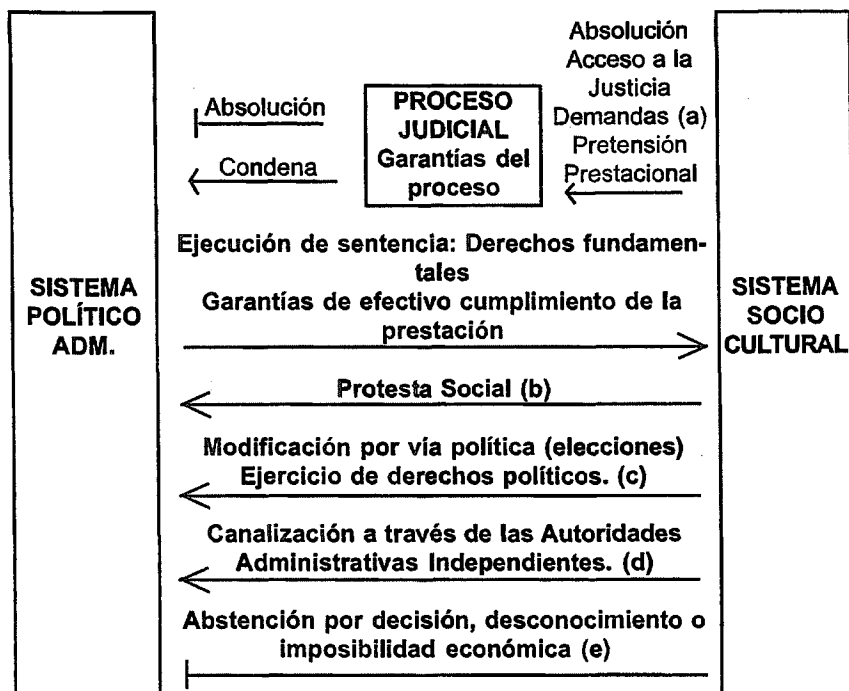 Absolución
Acceso a la
Justicia
Demandas (a)
Pretensión
Prestacional
Absolución
Condena
PROCESO
JUDICIAL
Garantías del
proceso
Ejecución de sentencia: Derechos fundamen-
tales
Garantías de efectivo cumplimiento de la
prestación
SISTEMA
POLÍTICO
ADM.
SISTEMA
SOCIO
CULTURAL
Protesta Social (b)
Modificación por vía política (elecciones)
Ejercicio de derechos políticos. (c)
Canalización a través de las Autoridades
Administrativas Independientes. (d)
Abstención por decisión, desconocimiento o
imposibilidad económica (e)